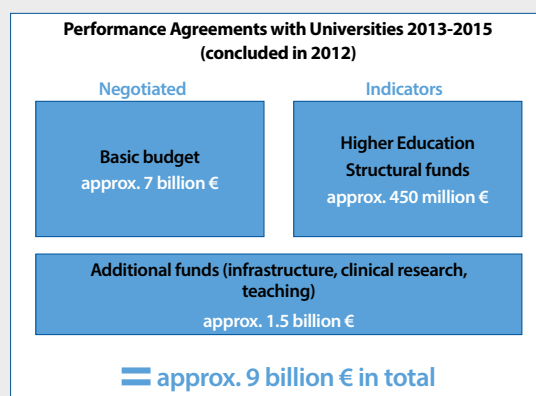 Performance Agreements with Universities 2013-2015
(concluded in 2012)
Negotiated
Basic budget
approx. 7 billion €
Indicators
Higher Education
Structural funds
approx. 450 million €
Additional funds (infrastructure, clinical research,
teaching)
approx. 1.5 billion €
= approx. 9 billion € in total